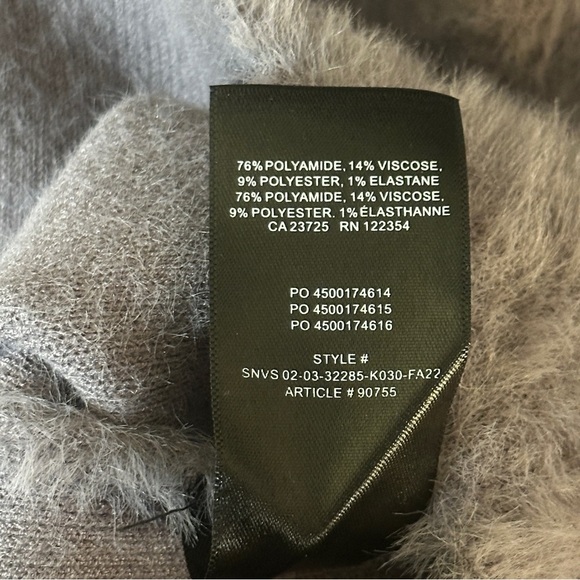 76% POLYAMIDE, 14% VISCOSE,
9% POLYESTER, 1% ELASTANE
76% POLYAMIDE, 14% VISCOSE,
9% POLYESTER. 1% ÉLASTHANNE
CA 23725 RN 122354
PO 4500174614
PO 4500174615
PO 4500174616
STYLE #
SNVS 02-03-32285-K030-FA22
ARTICLE # 90755